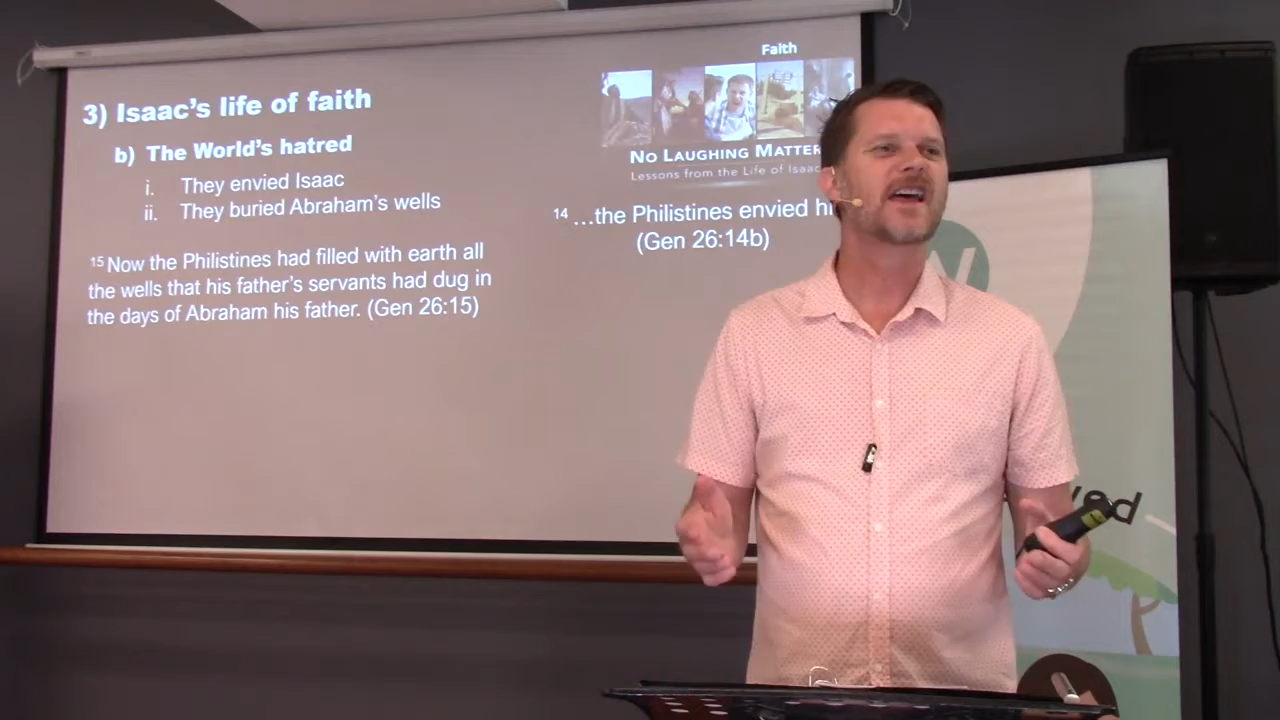 3) Isaac's life of faith
b) The World's hatred
i. They envied Isaac
ii. They buried Abraham's wells
15 Now the Philistines had filled with earth all
the wells that his father's servants had dug in
the days of Abraham his father. (Gen 26:15)
Faith
No Laughing Matter
Lessons from the Life of Isaac
14 …the Philistines envied
(Gen 26:14b)